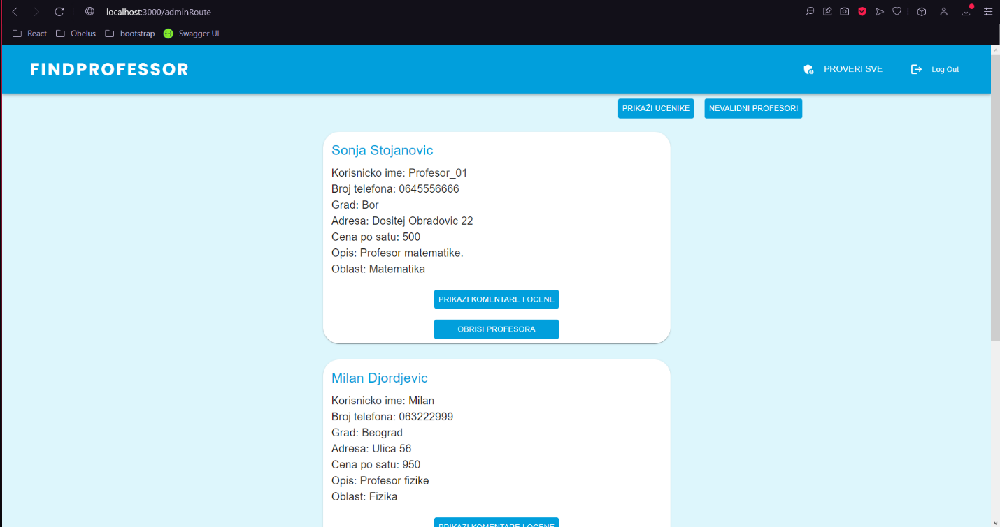 localhost:3000/adminRoute
React Obelus bootstrap Swagger UI
FINDPROFESSOR PROVERI SVE Log Out
PRIKAŽI UCENIKE NEVALIDNI PROFESORI
Sonja Stojanovic
Korisnicko ime: Profesor_01
Broj telefona: 0645556666
Grad: Bor
Adresa: Dositej Obradovic 22
Cena po satu: 500
Opis: Profesor matematike.
Oblast: Matematika
PRIKAZI KOMENTARE I OCENE
OBRISI PROFESORA
Milan Djordjevic
Korisnicko ime: Milan
Broj telefona: 063222999
Grad: Beograd
Adresa: Ulica 56
Cena po satu: 950
Opis: Profesor fizike
Oblast: Fizika
PRIKAZI KOMENTARE I OCENE